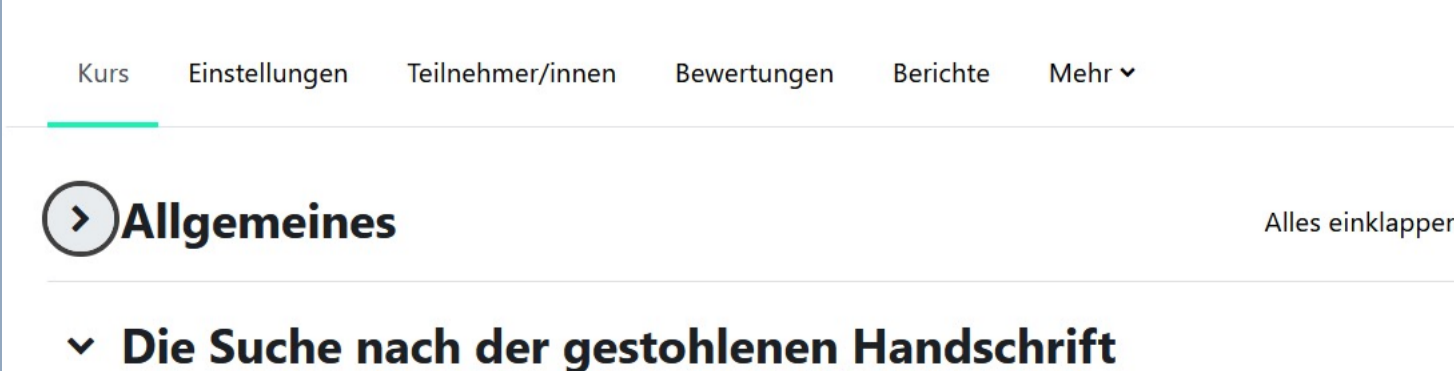 Kurs Einstellungen Teilnehmer/innen Bewertungen Berichte Mehr
Allgemeines Alles einklappen
Die Suche nach der gestohlenen Handschrift